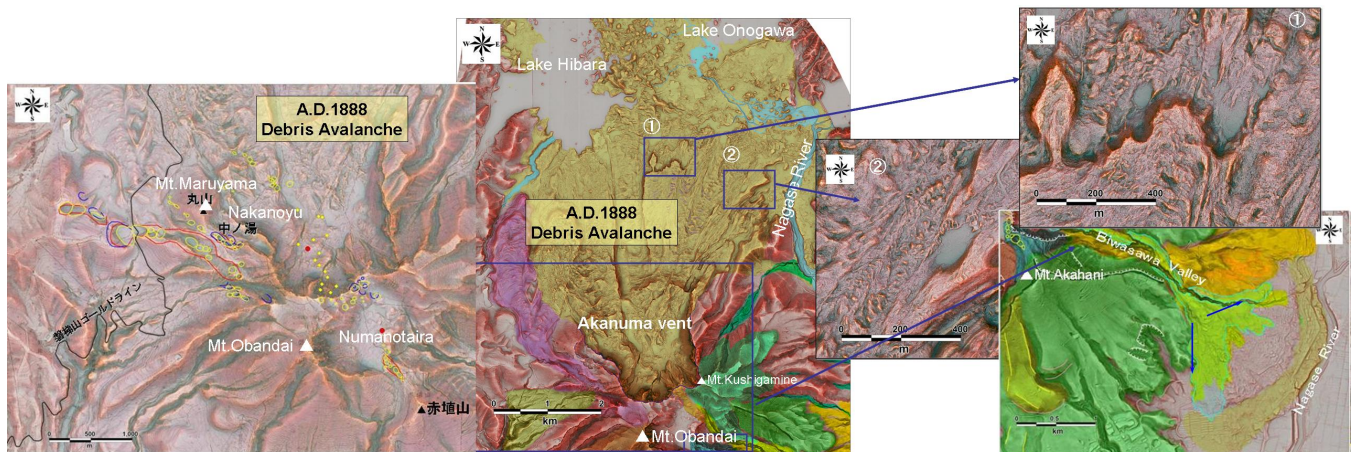 A.D.1888
Debris Avalanche
Mt.Maruyama
丸山
Nakanoyu
中ノ湯
磐梯山ゴールドライン
Mt.Obandai
Numanotaira
赤埴山
0 500 1,000
m
Lake Hibara
Lake Onogawa
①
②
Nagase River
A.D.1888
Debris Avalanche
Akanuma vent
Mt.Kushigamine
0 1 2
km
Mt.Obandai
②
0 200 400
m
①
0 200 400
m
Biwasawa Valley
Mt.Akahani
Nagase River
0 0.5
km